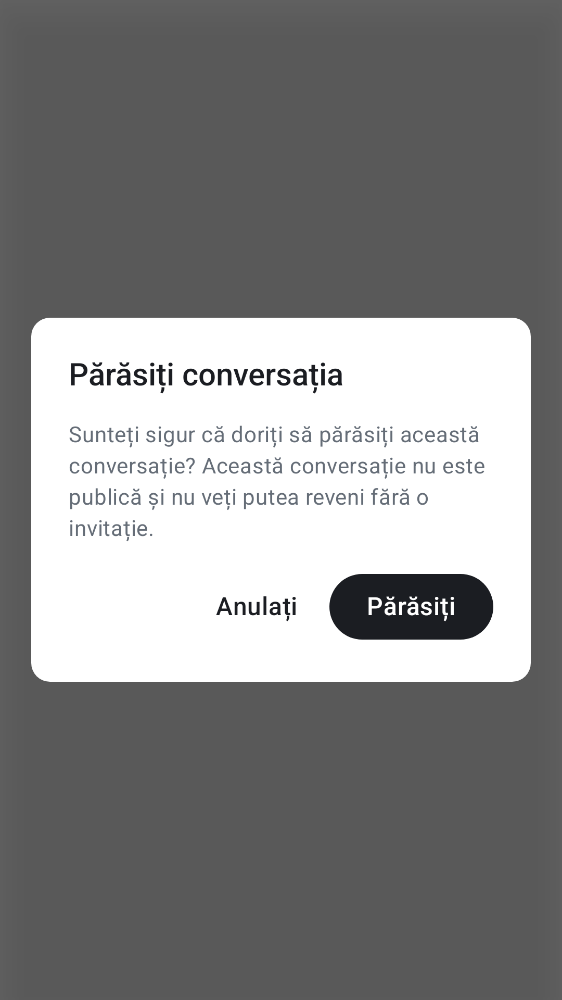 Părăsiți conversația
Sunteți sigur că doriți să părăsiți această
conversație? Această conversație nu este
publică și nu veți putea reveni fără o
invitație.
Anulați
Părăsiți